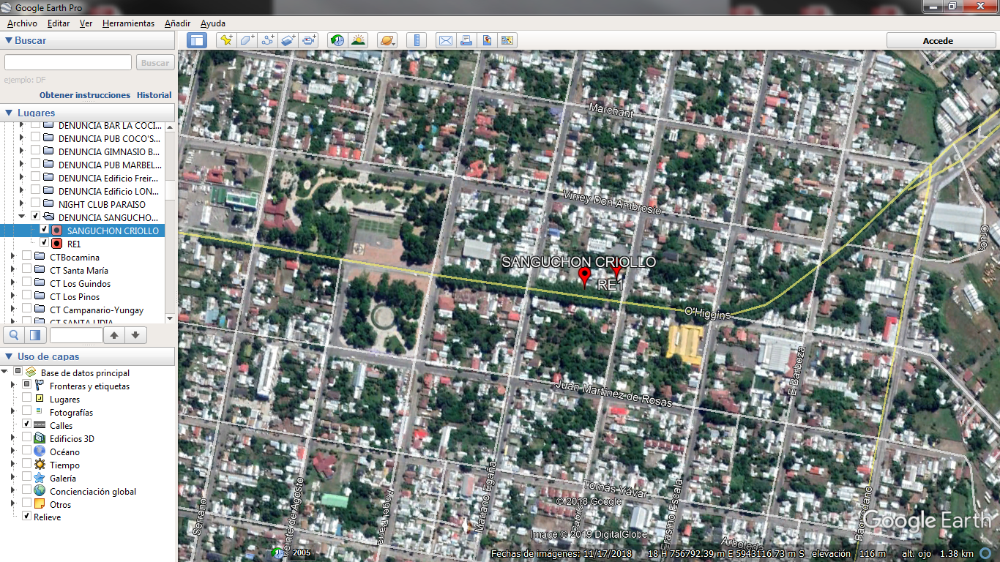 Google Earth Pro
Archivo Editar Ver Herramientas Añadir Ayuda
Buscar
Buscar
ejemplo: DF
Obtener instrucciones Historial
Accede
Lugares
DENUNCIA BAR LA COCI...
DENUNCIA PUB COCO'S...
DENUNCIA GIMNASIO B...
DENUNCIA PUB MARBEL...
DENUNCIA Edificio Freir...
DENUNCIA Edificio LON...
NIGHT CLUB PARAISO
DENUNCIA SANGUCHO...
SANGUCHON CRIOLLO
RE1
CTBocamina
CT Santa María
CT Los Guindos
CT Los Pinos
CT Campanario-Yungay
CT SANTA LIDIA
Uso de capas
Base de datos principal
Fronteras y etiquetas
Lugares
Fotografías
Calles
Edificios 3D
Océano
Tiempo
Galería
Concienciación global
Otros
Relieve
Marchant
Virrey Don Ambrosio
Cruce
SANGUCHON CRIOLLO
RE1
O'Higgins
E Barboza
Juan Martínez de Rosas
Tomás Yávar
© 2018 Google
Serrano
Veinte de Agosto
Mariano Egaña
Erasmo Escala
Baquedano
Image © 2019 DigitalGlobe
Google Earth
2005
Fechas de imágenes: 11/17/2018 18 H 756792.39 m E 5943116.73 m S elevación 116 m alt. ojo 1.38 km